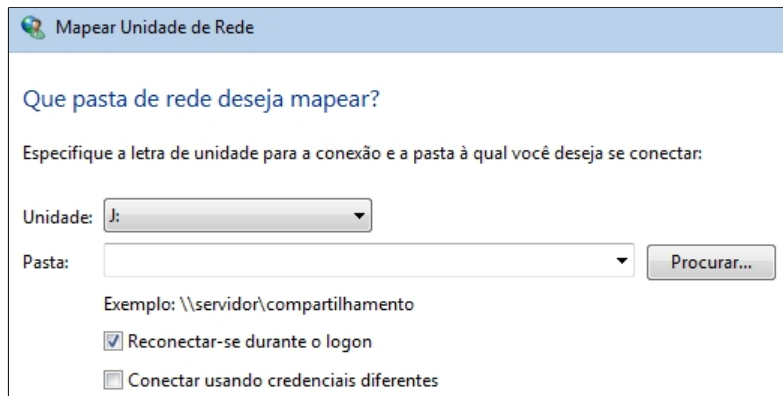 Mapear Unidade de Rede
Que pasta de rede deseja mapear?
Especifique a letra de unidade para a conexão e a pasta à qual você deseja se conectar:
Unidade: J:
Pasta: Procurar...
Exemplo: \\servidor\compartilhamento
Reconectar-se durante o logon
Conectar usando credenciais diferentes